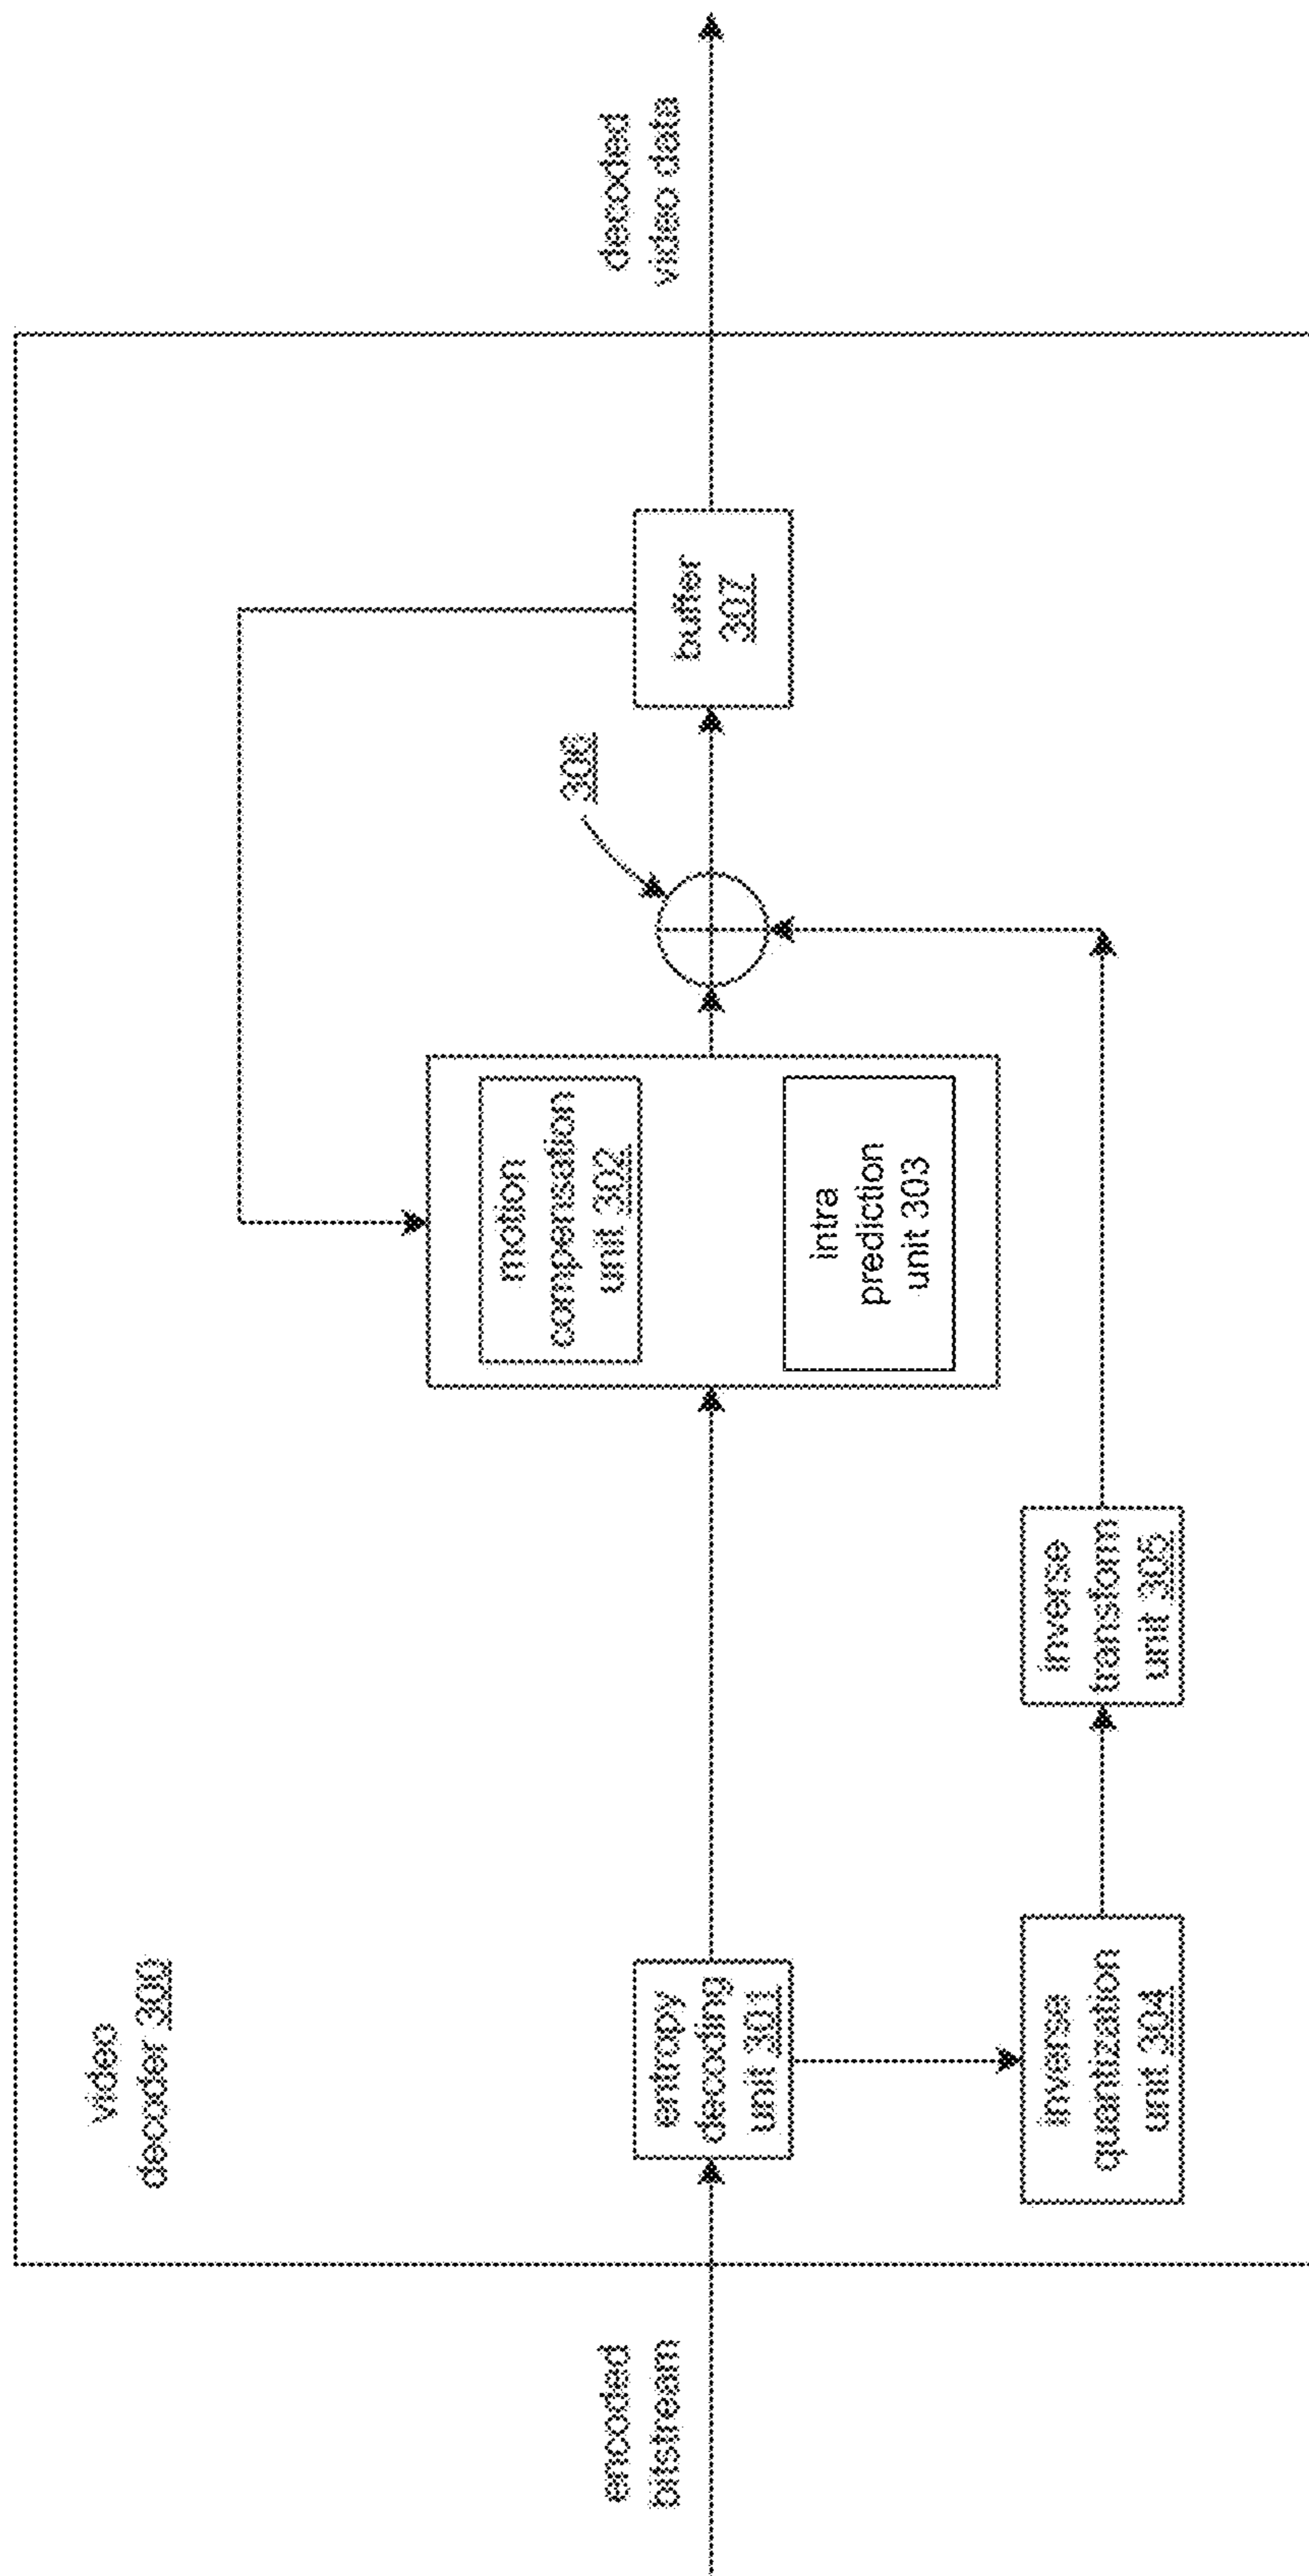 video
decoder 300
encoded
bitstream
entropy
decoding
unit 301
inverse
quantization
unit 304
inverse
transform
unit 305
motion
compensation
unit 302
intra
prediction
unit 303
306
buffer
307
decoded
video data